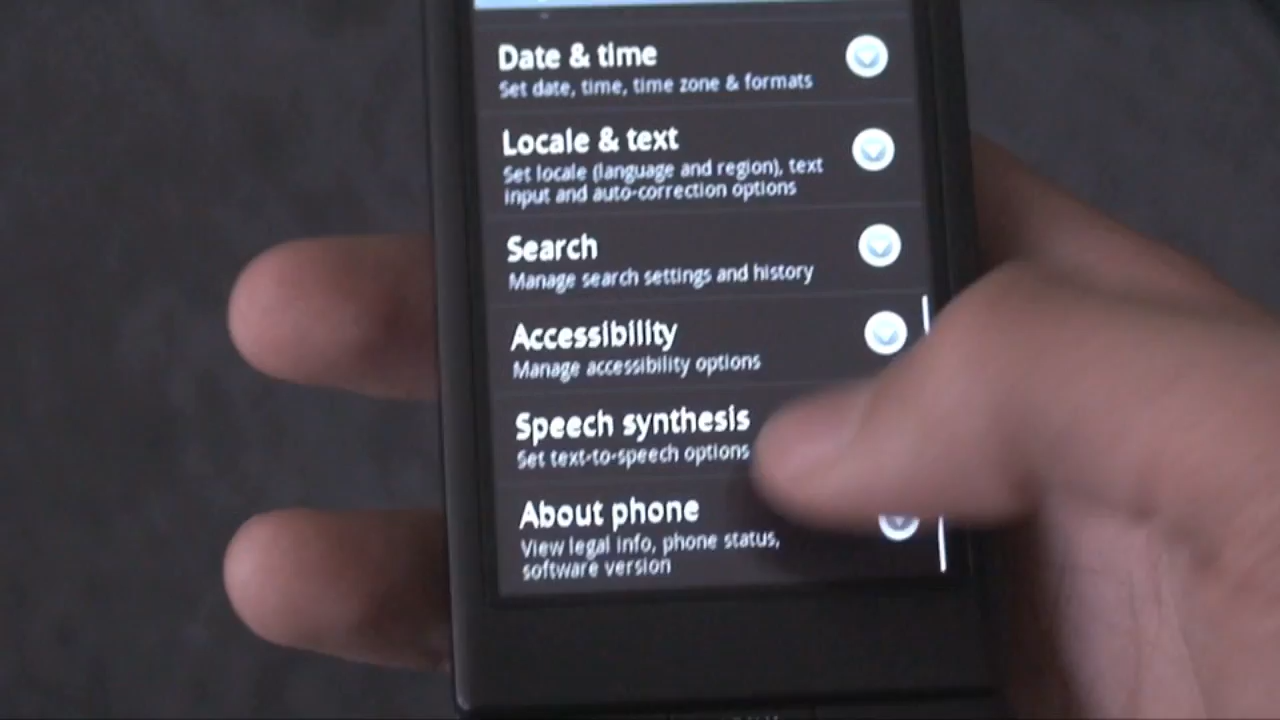 Date & time
Set date, time, time zone & formats
Locale & text
Set locale (language and region), text
input and auto-correction options
Search
Manage search settings and history
Accessibility
Manage accessibility options
Speech synthesis
Set text-to-speech options
About phone
View legal info, phone status,
software version